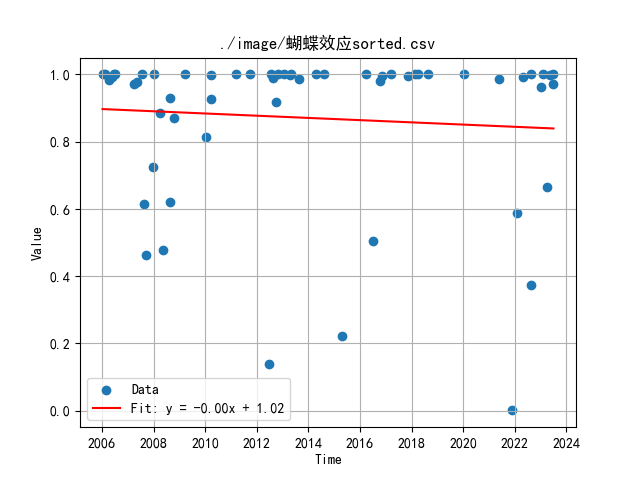 ./image/蝴蝶效应sorted.csv
1.0
0.8
0.6
0.4
0.2
0.0
Value
Data
Fit: y = −0.00x + 1.02
2006 2008 2010 2012 2014 2016 2018 2020 2022 2024
Time